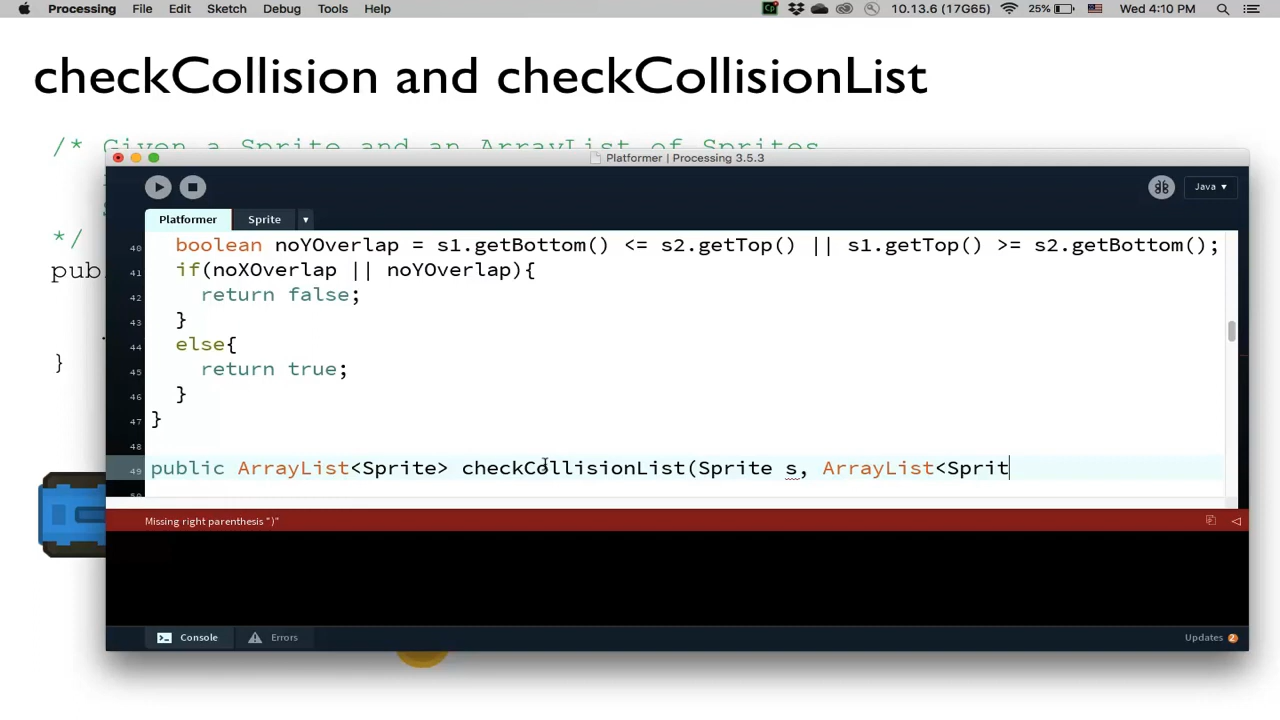 Processing File Edit Sketch Debug Tools Help 10.13.6 (17G65) 25% Wed 4:10 PM
checkCollision and checkCollisionList
/* Given a Sprite and an ArrayList of Sprites
*/
Platformer | Processing 3.5.3
Java ▾
Platformer Sprite ▾
40 boolean noYOverlap = s1.getBottom() <= s2.getTop() || s1.getTop() >= s2.getBottom();
41 if(noXOverlap || noYOverlap){
42 return false;
43 }
44 else{
45 return true;
46 }
47 }
48
49 public ArrayList<Sprite> checkCollisionList(Sprite s, ArrayList<Sprit
}
Missing right parenthesis ")"
Console Errors Updates 2